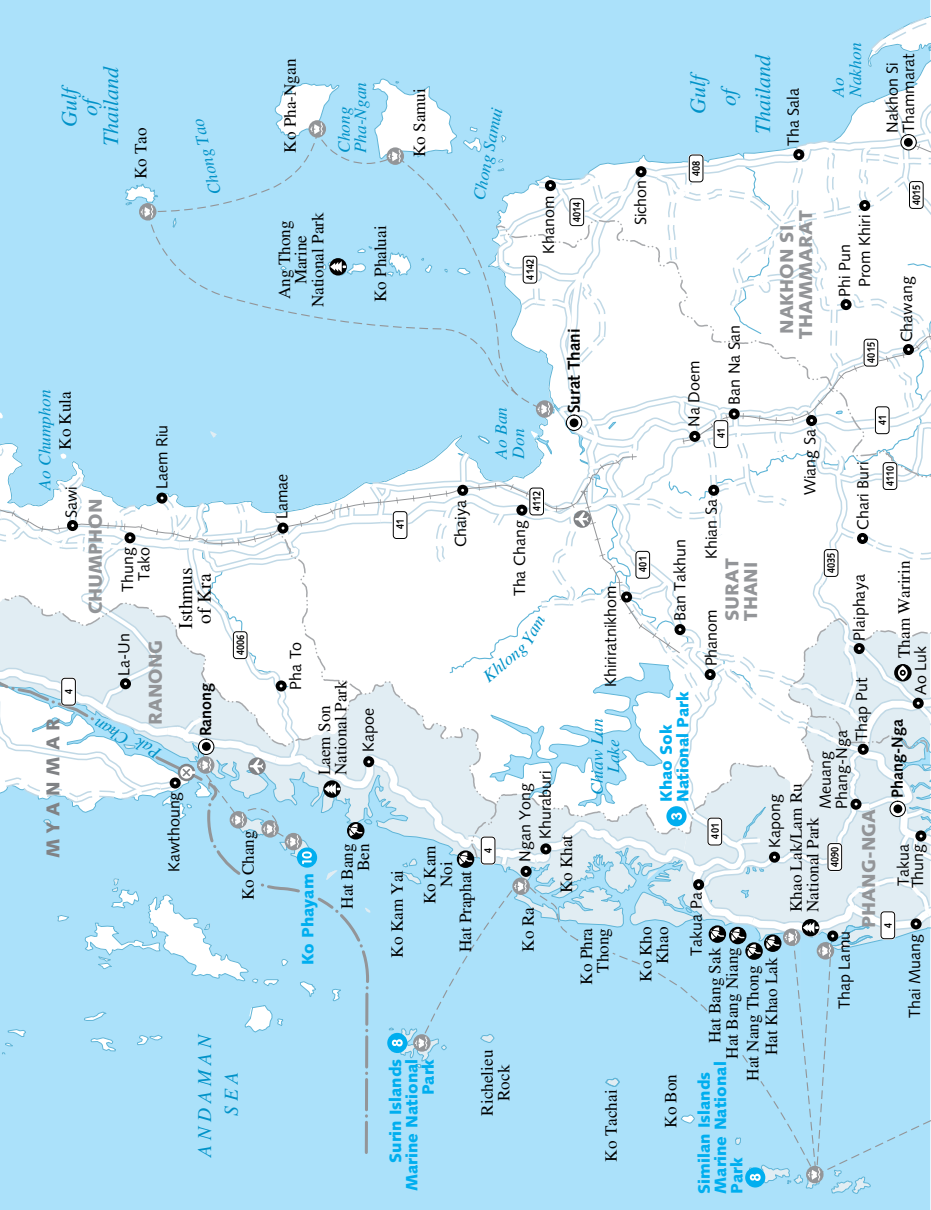 MYANMAR
4
Pak Chan
Kawthoung
RANONG
La-Un
Ranong
CHUMPHON
Ao Chumphon
Ko Kula
Sawi
Thung
Tako
Laem Riu
Isthmus
of Kra
4006
Pha To
Lamae
Gulf
of
Thailand
Ko Tao
Chong Tao
Ko Pha-Ngan
Chong
Pha-Ngan
Ko Samui
Chong Samui
Ang Thong
Marine
National Park
Ko Phaluai
ANDAMAN
SEA
Ko Chang
Ko Phayam 10
Hat Bang
Ben
Laem Son
National Park
Kapoe
Ko Kam Yai
Ko Kam
Noi
Hat Praphat
4
Surin Islands 8
Marine National
Park
Richelieu
Rock
Ko Ra
Ngan Yong
Khuraburi
Ko Khat
Ko Phra
Thong
Ko Kho
Khao
Ko Tachai
Ko Bon
Similan Islands
Marine National
Park
8
Khlong Yam
Chiaw Lan
Lake
3 Khao Sok
National Park
41
Chaiya
Tha Chang
4112
Ao Ban
Don
Surat Thani
4142
Khanom
4014
Sichon
408
Gulf
of
Thailand
Tha Sala
Ao
Nakhon
Nakhon Si
Thammarat
4015
Khiriratnikhom
401
Ban Takhun
Phanom
SURAT
THANI
Khian Sa
Na Doem
41
Ban Na San
NAKHON SI
THAMMARAT
Phi Pun
Prom Khiri
Wiang Sa
4015
Chawang
41
4110
Chari Buri
4035
Plaiphaya
Tham Waririn
Ao Luk
Thap Put
Takua Pa
401
Kapong
Hat Bang Sak
Hat Bang Niang
Hat Nang Thong
Hat Khao Lak
Khao Lak/Lam Ru
National Park
4090
Meuang
Phang-Nga
Phang-Nga
PHANG-NGA
Thap Lamu
4
Takua
Thung
Thai Muang